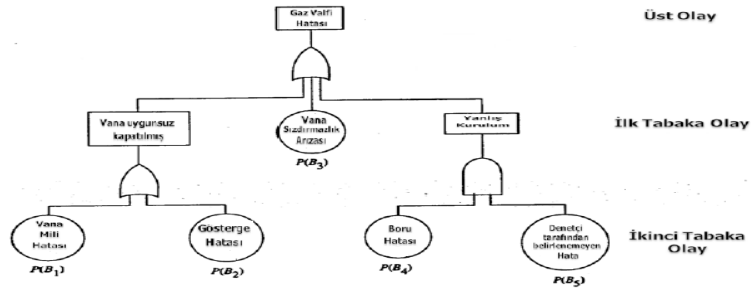 Gaz Valfi
Hatası
Üst Olay
Vana uygunsuz
kapatılmış
Vana
Sızdırmazlık
Arızası
P(B3)
Yanlış
Kurulum
İlk Tabaka Olay
Vana
Mili
Hatası
P(B1)
Gösterge
Hatası
P(B2)
Boru
Hatası
P(B4)
Denetçi
tarafından
belirlenemeyen
Hata
P(B5)
İkinci Tabaka
Olay